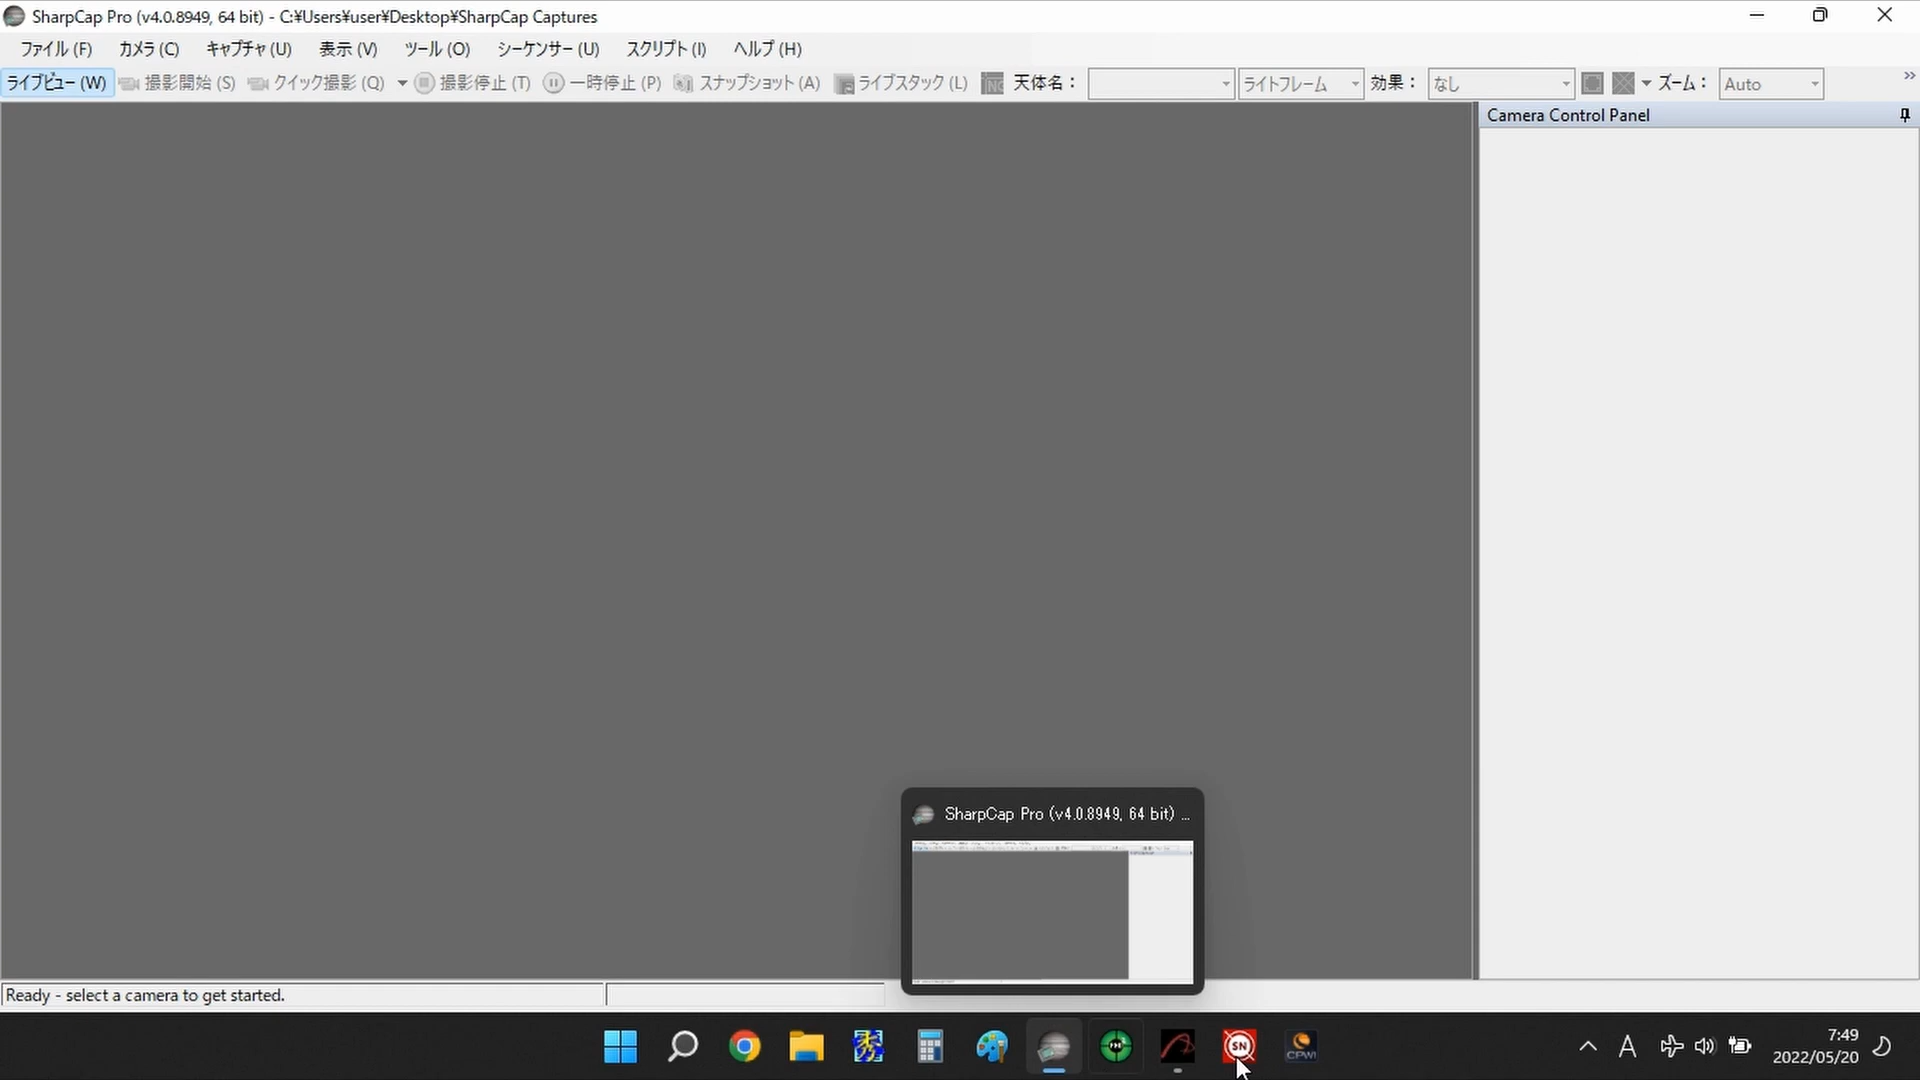 SharpCap Pro (v4.0.8949, 64 bit) - C:¥Users¥user¥Desktop¥SharpCap Captures
ファイル (F) カメラ (C) キャプチャ (U) 表示 (V) ツール (O) シーケンサー (U) スクリプト (I) ヘルプ (H)
ライブビュー (W) 撮影開始 (S) クイック撮影 (Q) 撮影停止 (T) 一時停止 (P) スナップショット (A) ライブスタック (L) 天体名： ライトフレーム 効果： なし ズーム： Auto
Camera Control Panel
SharpCap Pro (v4.0.8949, 64 bit) ...
Ready - select a camera to get started.
秀
SN
CPWI
A
7:49
2022/05/20